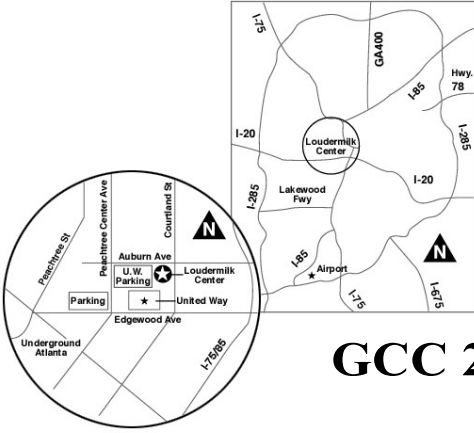 I-75
GA400
Hwy.
78
I-85
I-285
I-20
Loudermilk
Center
I-20
I-285
Lakewood
Fwy
N
I-85
Airport
I-75
I-675
Peachtree St
Peachtree Center Ave
Courtland St
N
Auburn Ave
U.W.
Parking
Loudermilk
Center
Parking
United Way
Edgewood Ave
Underground
Atlanta
I-75/85
GCC 2